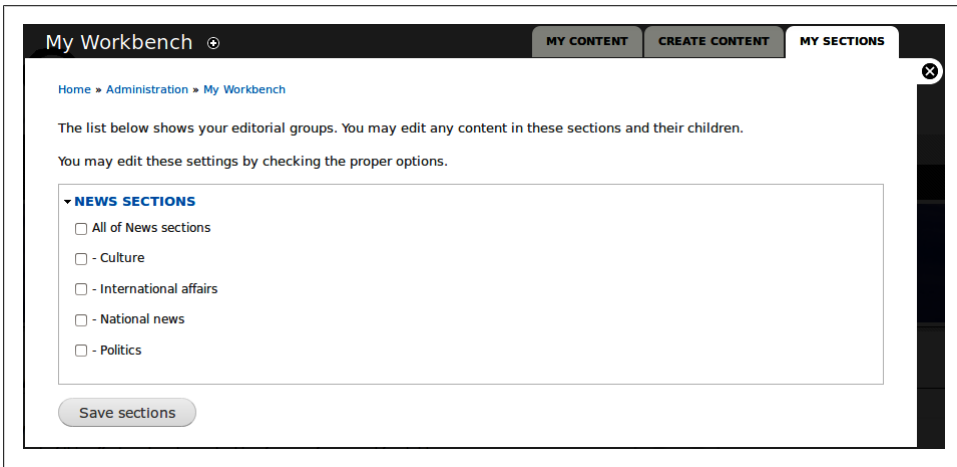 My Workbench
MY CONTENT CREATE CONTENT MY SECTIONS
Home » Administration » My Workbench
The list below shows your editorial groups. You may edit any content in these sections and their children.
You may edit these settings by checking the proper options.
NEWS SECTIONS
All of News sections
- Culture
- International affairs
- National news
- Politics
Save sections